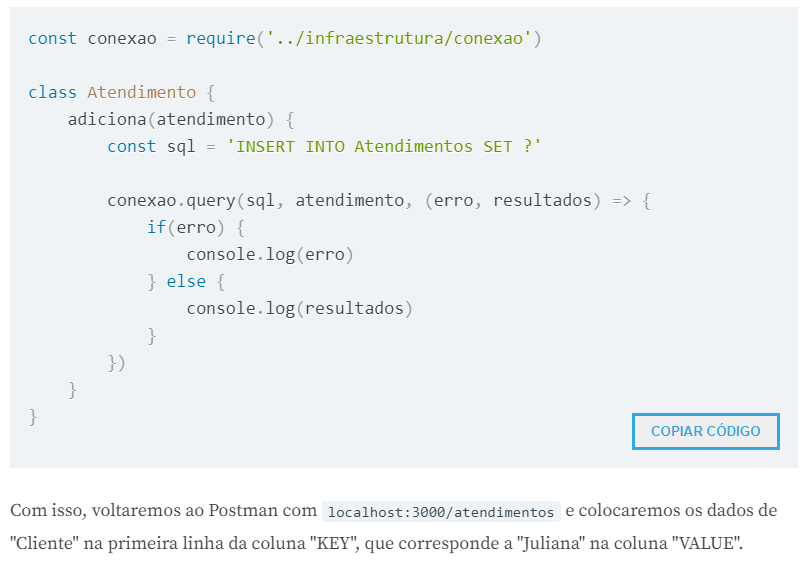 const conexao = require('../infraestrutura/conexao')
class Atendimento {
adiciona(atendimento) {
const sql = 'INSERT INTO Atendimentos SET ?'
conexao.query(sql, atendimento, (erro, resultados) => {
if(erro) {
console.log(erro)
} else {
console.log(resultados)
}
})
}
}
COPIAR CÓDIGO
Com isso, voltaremos ao Postman com localhost:3000/atendimentos e colocaremos os dados de
"Cliente" na primeira linha da coluna "KEY", que corresponde a "Juliana" na coluna "VALUE".